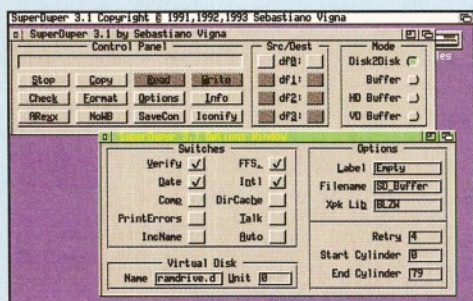 SuperDuper 3.1 Copyright © 1991,1992,1993 Sebastiano Vigna
SuperDuper 3.1 by Sebastiano Vigna
Control Panel
Stop Copy Read Write
Check Format Options Info
ARexx NoWB SaveCon Iconify
Src/Dest
df0:
df1:
df2:
df3:
Mode
Disk2Disk
Buffer
HD Buffer
VD Buffer
SuperDuper 3.1 Options Window
Switches
Verify FFS.
Date Intl
Comp DirCache
PrintErrors Talk
IncName Auto
Virtual Disk
Name ramdrive.d Unit 0
Options
Label Empty
Filename SD_Buffer
Xpk Lib BLZW
Retry 4
Start Cylinder 0
End Cylinder 79